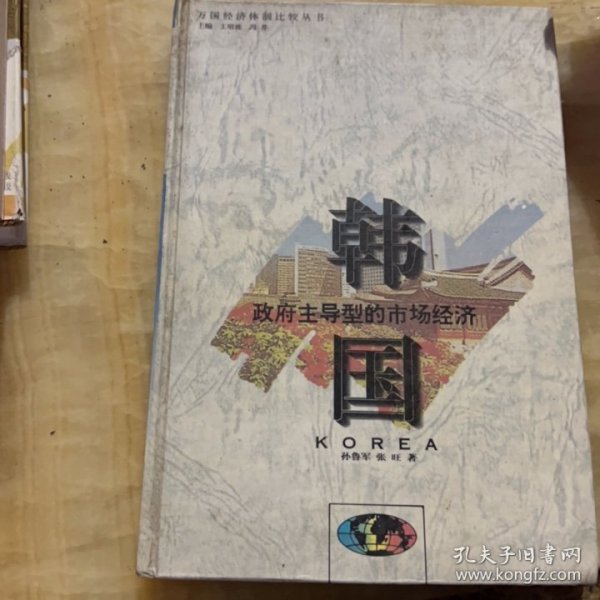 万国经济体制比较丛书
主编
韩
政府主导型的市场经济
国
KOREA
孙鲁军 张旺 著
孔夫子旧书网
www.kongfz.com